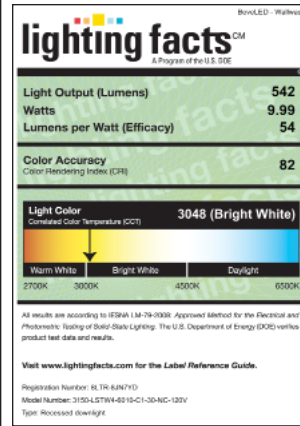 BevoLED - Wallwas
lighting facts CM
A Program of the U.S. DOE
Light Output (Lumens) 542
Watts 9.99
Lumens per Watt (Efficacy) 54
Color Accuracy 82
Color Rendering Index (CRI)
Light Color 3048 (Bright White)
Correlated Color Temperature (CCT)
Warm White Bright White Daylight
2700K 3000K 4500K 6500K
All results are according to IESNA LM-79-2008: Approved Method for the Electrical and
Photometric Testing of Solid-State Lighting. The U.S. Department of Energy (DOE) verifies
product test data and results.
Visit www.lightingfacts.com for the Label Reference Guide.
Registration Number:
Model Number: 3150-LSTW4-6010-C1-30-NC-120V
Type: Recessed downlight